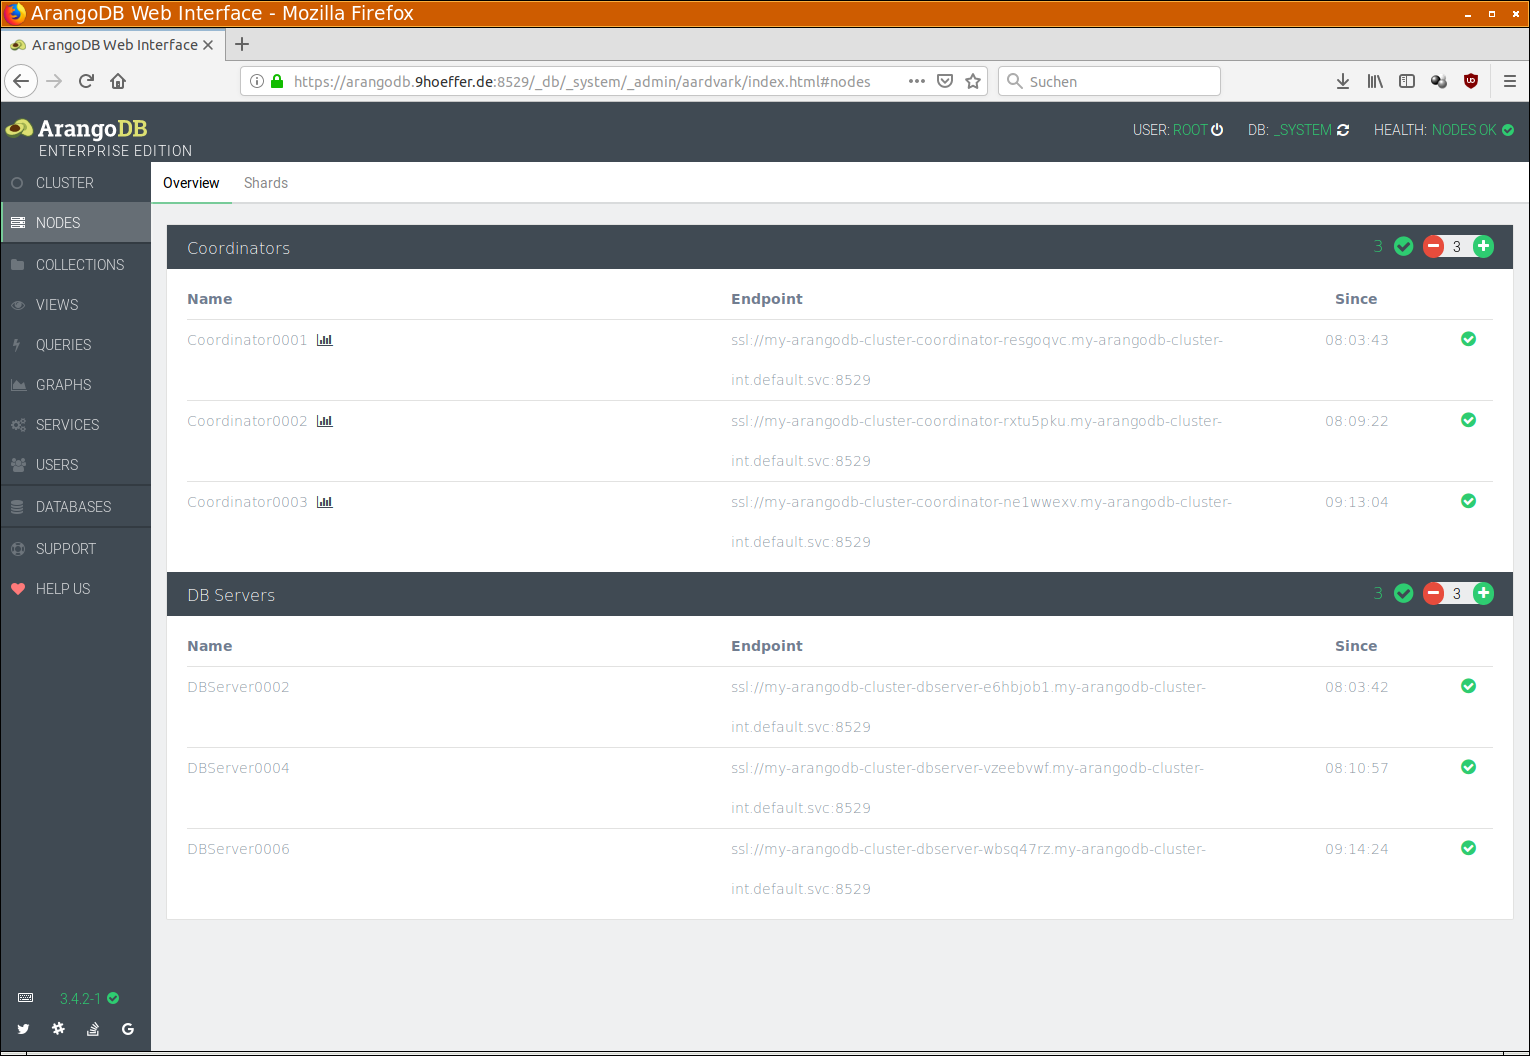 ArangoDB Web Interface - Mozilla Firefox
ArangoDB Web Interface
https://arangodb.9hoeffer.de:8529/_db/_system/_admin/aardvark/index.html#nodes
Suchen
ArangoDB
ENTERPRISE EDITION
USER: ROOT DB: _SYSTEM HEALTH: NODES OK
CLUSTER
NODES
COLLECTIONS
VIEWS
QUERIES
GRAPHS
SERVICES
USERS
DATABASES
SUPPORT
HELP US
3.4.2-1
Overview Shards
Coordinators 3 3
Name Endpoint Since
Coordinator0001 ssl://my-arangodb-cluster-coordinator-resgoqvc.my-arangodb-cluster- 08:03:43
int.default.svc:8529
Coordinator0002 ssl://my-arangodb-cluster-coordinator-rxtu5pku.my-arangodb-cluster- 08:09:22
int.default.svc:8529
Coordinator0003 ssl://my-arangodb-cluster-coordinator-ne1wwexv.my-arangodb-cluster- 09:13:04
int.default.svc:8529
DB Servers 3 3
Name Endpoint Since
DBServer0002 ssl://my-arangodb-cluster-dbserver-e6hbjob1.my-arangodb-cluster- 08:03:42
int.default.svc:8529
DBServer0004 ssl://my-arangodb-cluster-dbserver-vzeebvwf.my-arangodb-cluster- 08:10:57
int.default.svc:8529
DBServer0006 ssl://my-arangodb-cluster-dbserver-wbsq47rz.my-arangodb-cluster- 09:14:24
int.default.svc:8529